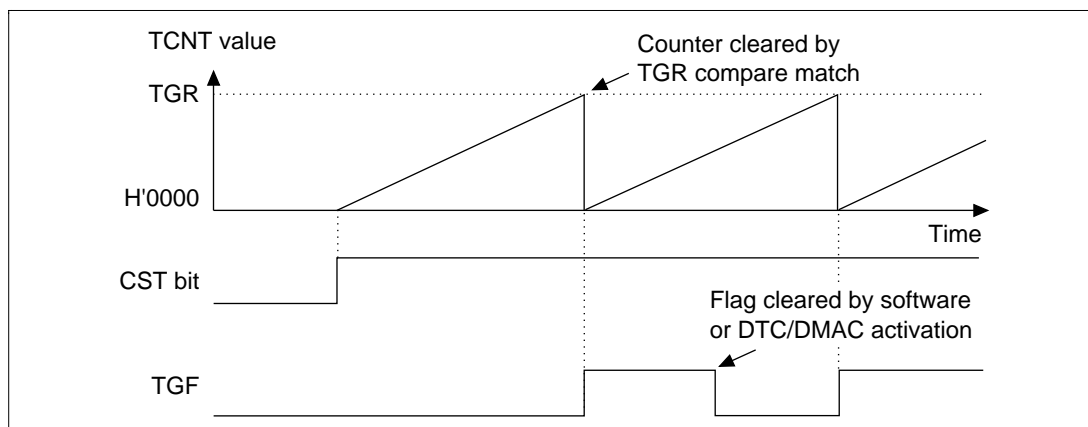 TCNT value
Counter cleared by
TGR compare match
TGR
H'0000
Time
CST bit
Flag cleared by software
or DTC/DMAC activation
TGF